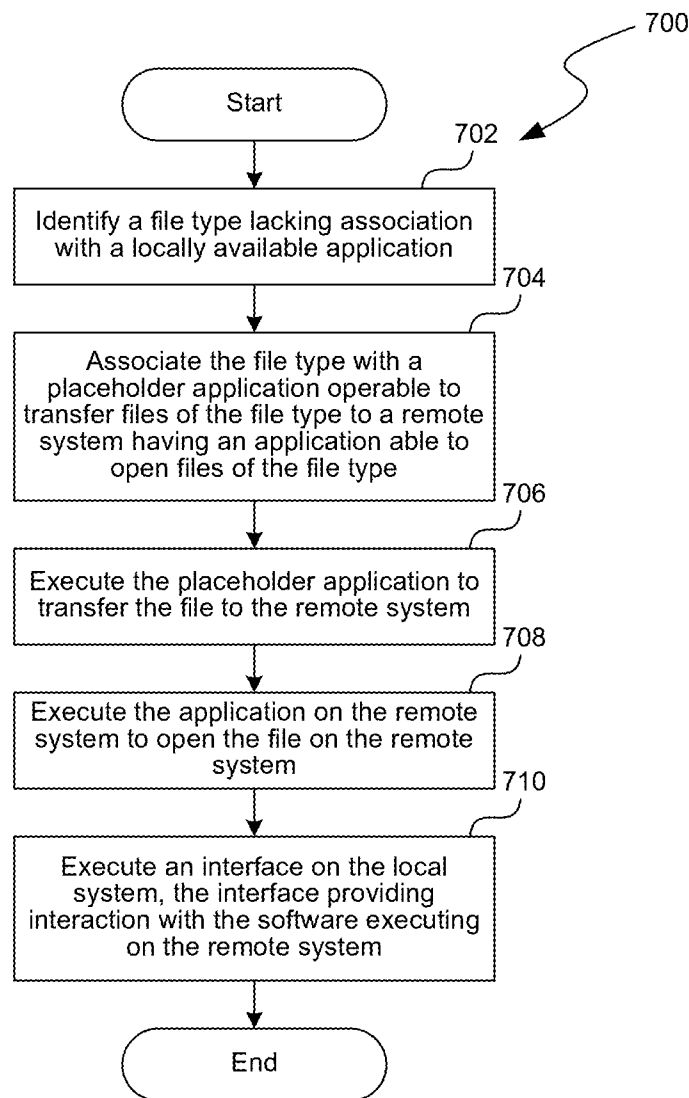 700
Start
702
Identify a file type lacking association
with a locally available application
704
Associate the file type with a
placeholder application operable to
transfer files of the file type to a remote
system having an application able to
open files of the file type
706
Execute the placeholder application to
transfer the file to the remote system
708
Execute the application on the remote
system to open the file on the remote
system
710
Execute an interface on the local
system, the interface providing
interaction with the software executing
on the remote system
End